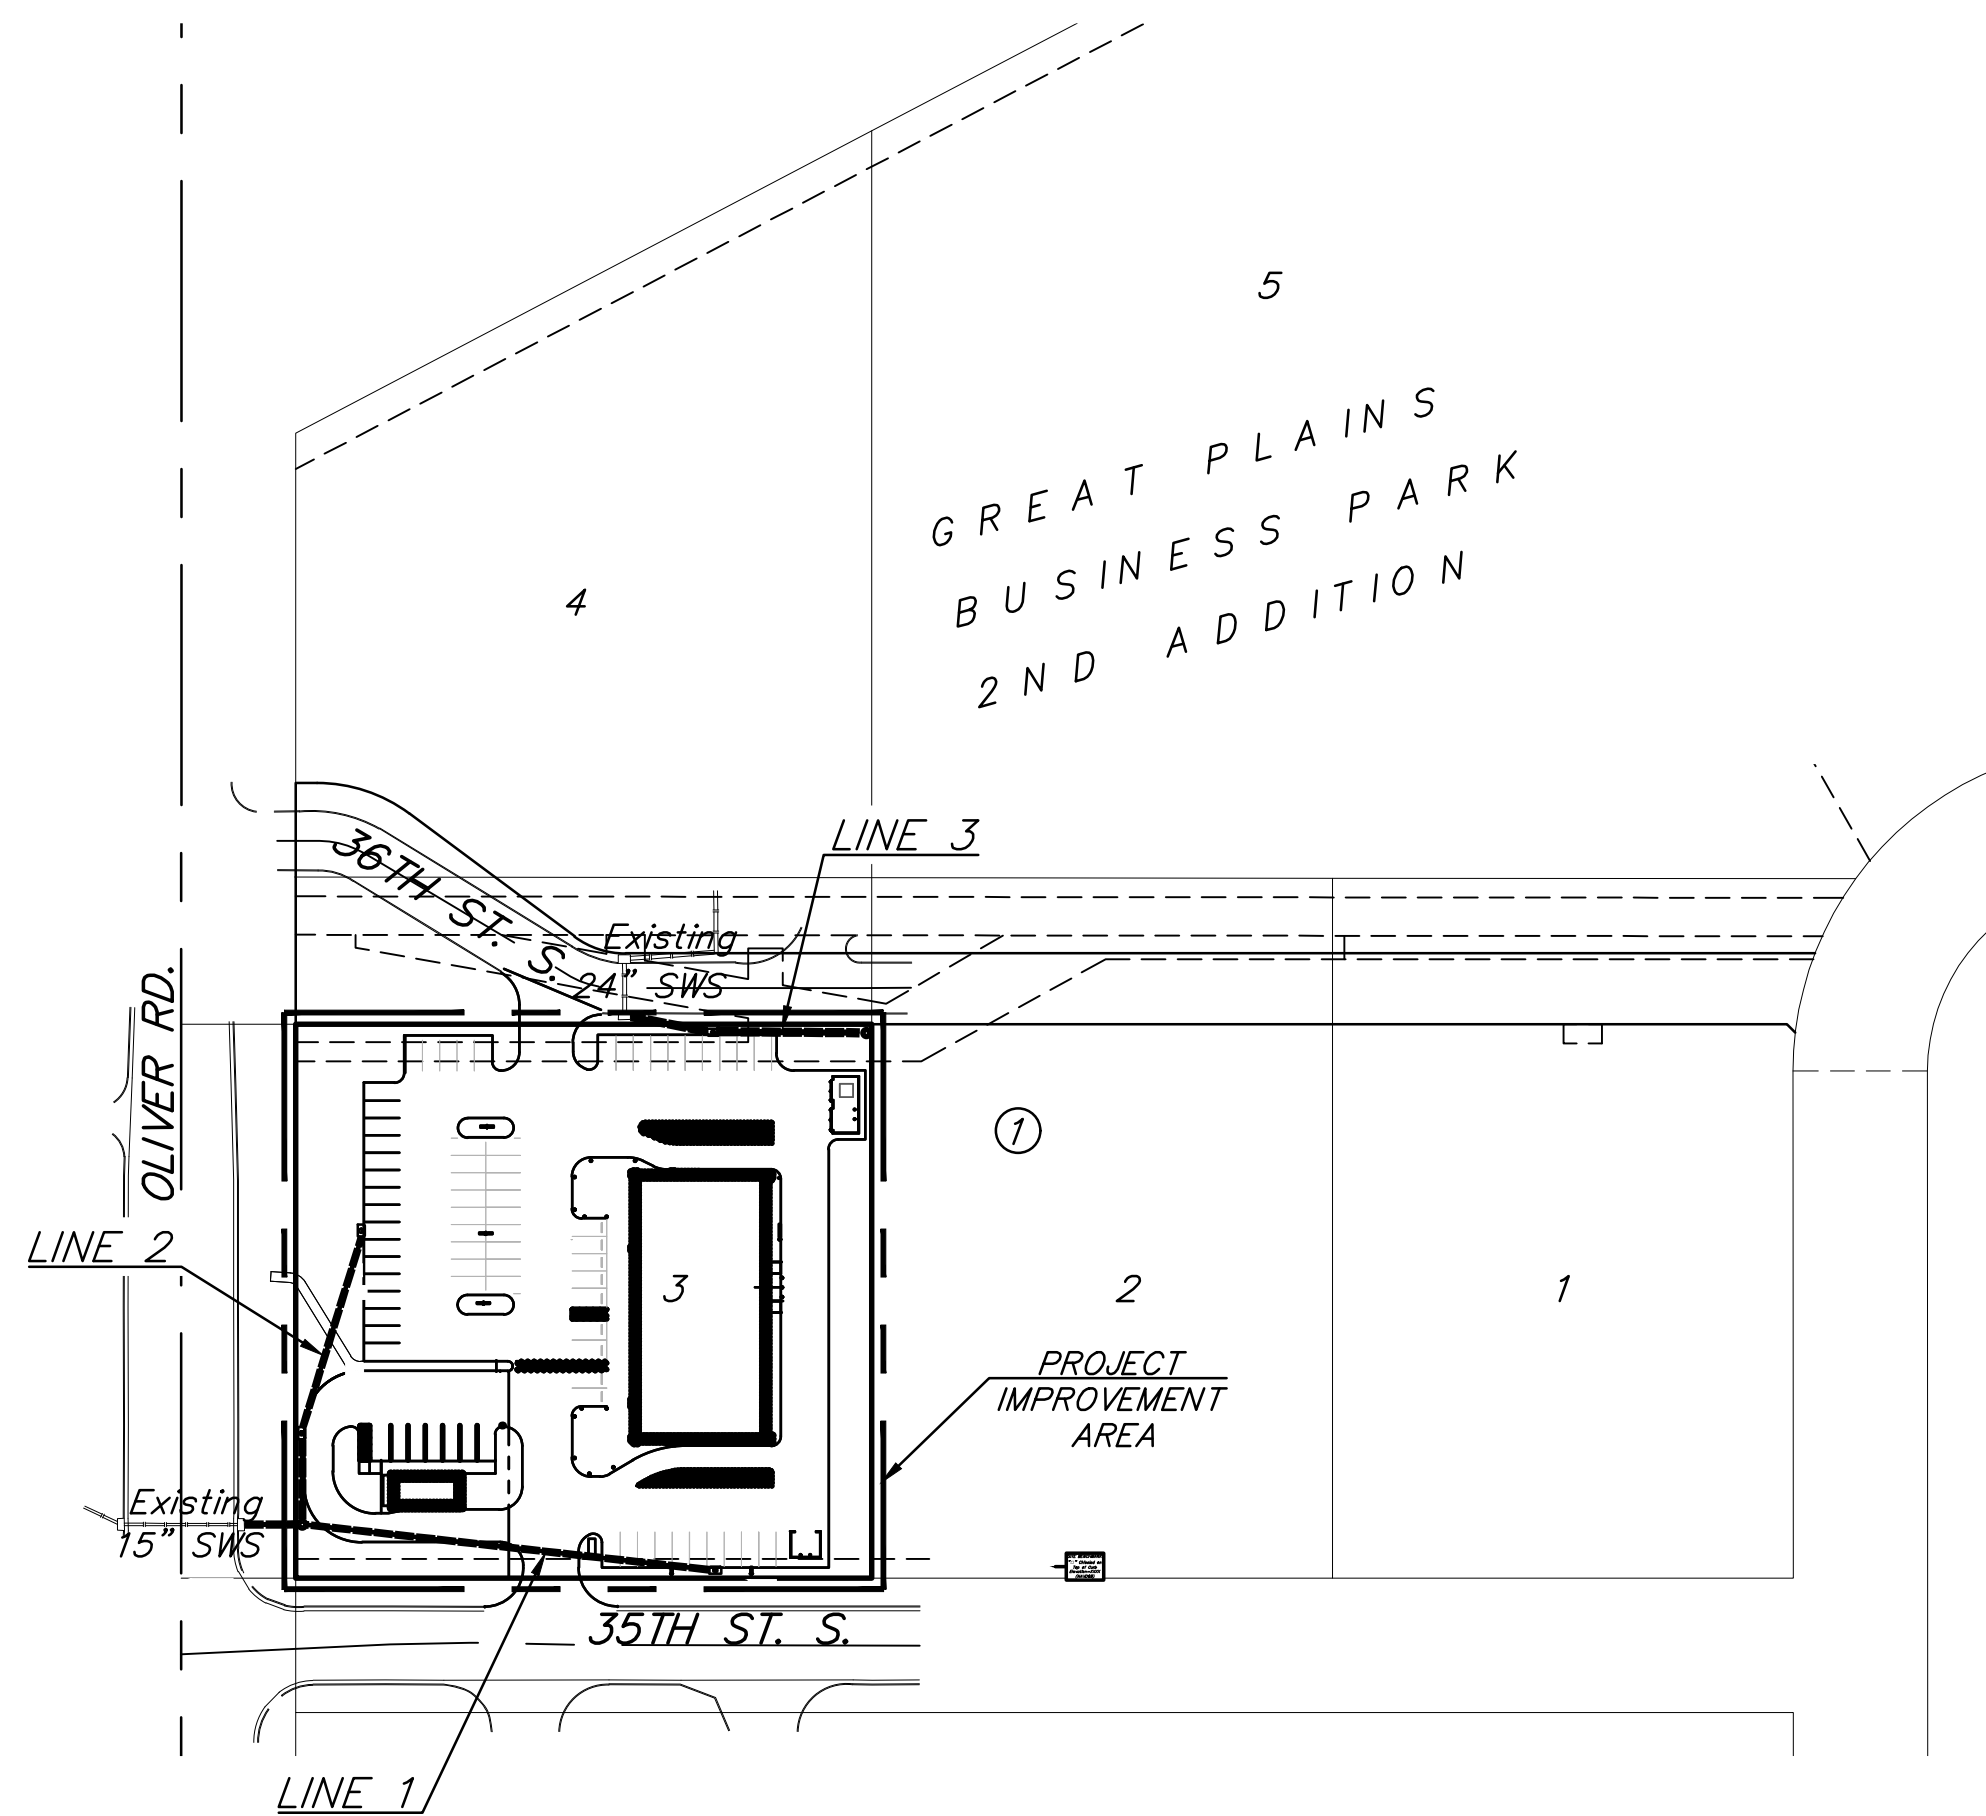 5
GREAT PLAINS
BUSINESS PARK
2ND ADDITION
4
LINE 3
36TH ST. S.
Existing
24" SWS
OLIVER RD.
1
LINE 2
3
2
1
PROJECT
IMPROVEMENT
AREA
Existing
15" SWS
35TH ST. S.
LINE 1